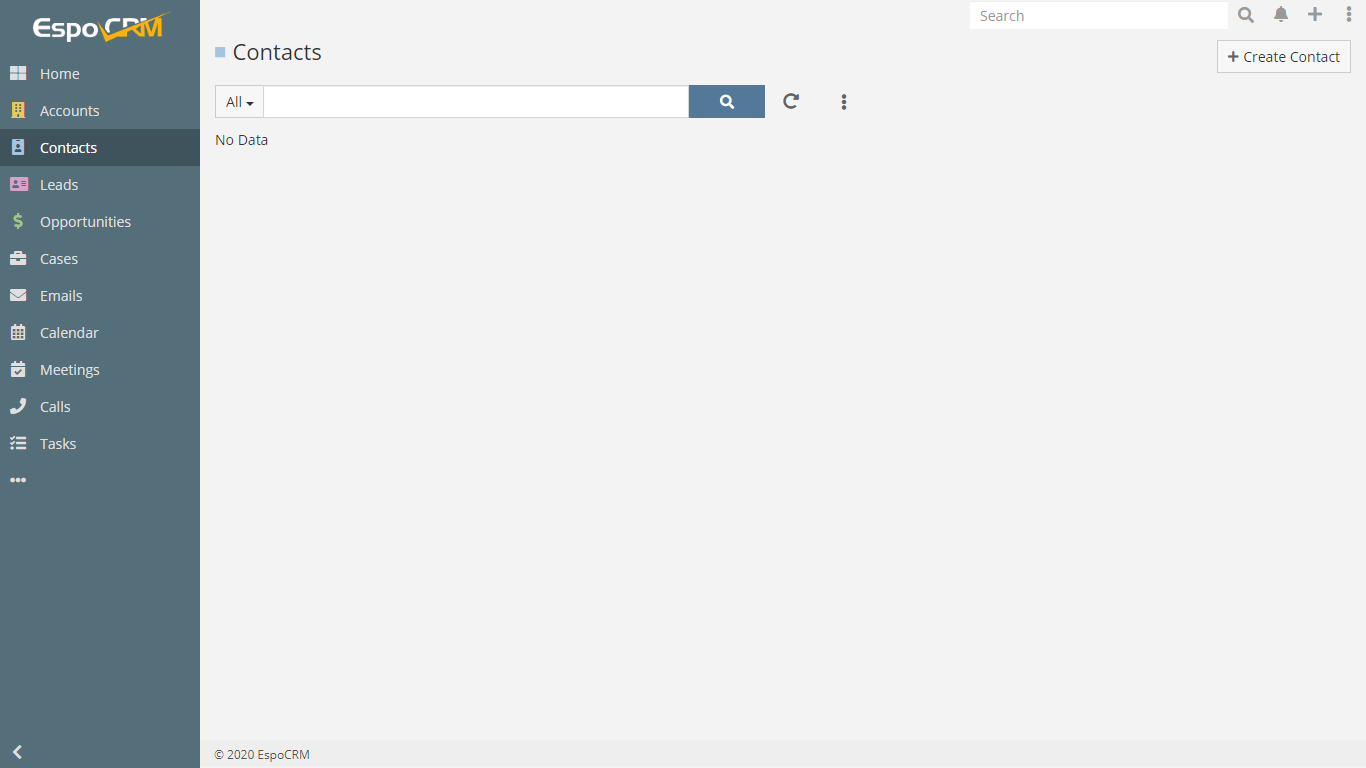 EspoCRM
Home
Accounts
Contacts
Leads
Opportunities
Cases
Emails
Calendar
Meetings
Calls
Tasks
Search
Contacts
Create Contact
All
No Data
© 2020 EspoCRM